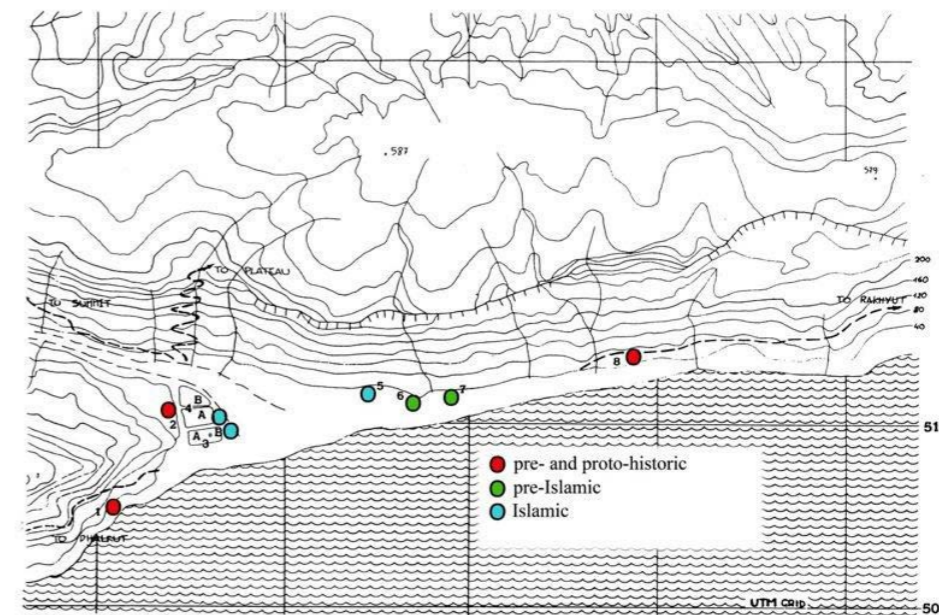 .587
579
TO PLATEAU
200
160
TO SUMMIT
TO RAKHYUT
120
80
40
8
5
7
6
B
4
A
2
B
A
3
51
pre- and proto-historic
pre-Islamic
Islamic
1
TO DHALKUT
UTM GRID
50